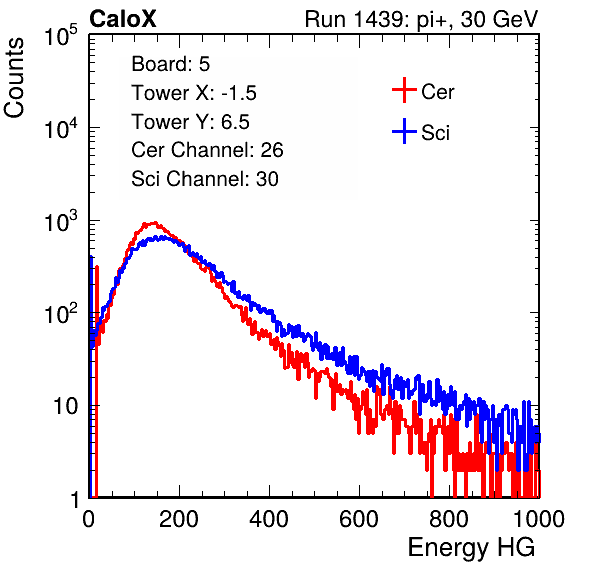 CaloX Run 1439: pi+, 30 GeV
Counts
Board: 5
Tower X: -1.5
Tower Y: 6.5
Cer Channel: 26
Sci Channel: 30
Cer
Sci
10^5
10^4
10^3
10^2
10
1
0 200 400 600 800 1000
Energy HG